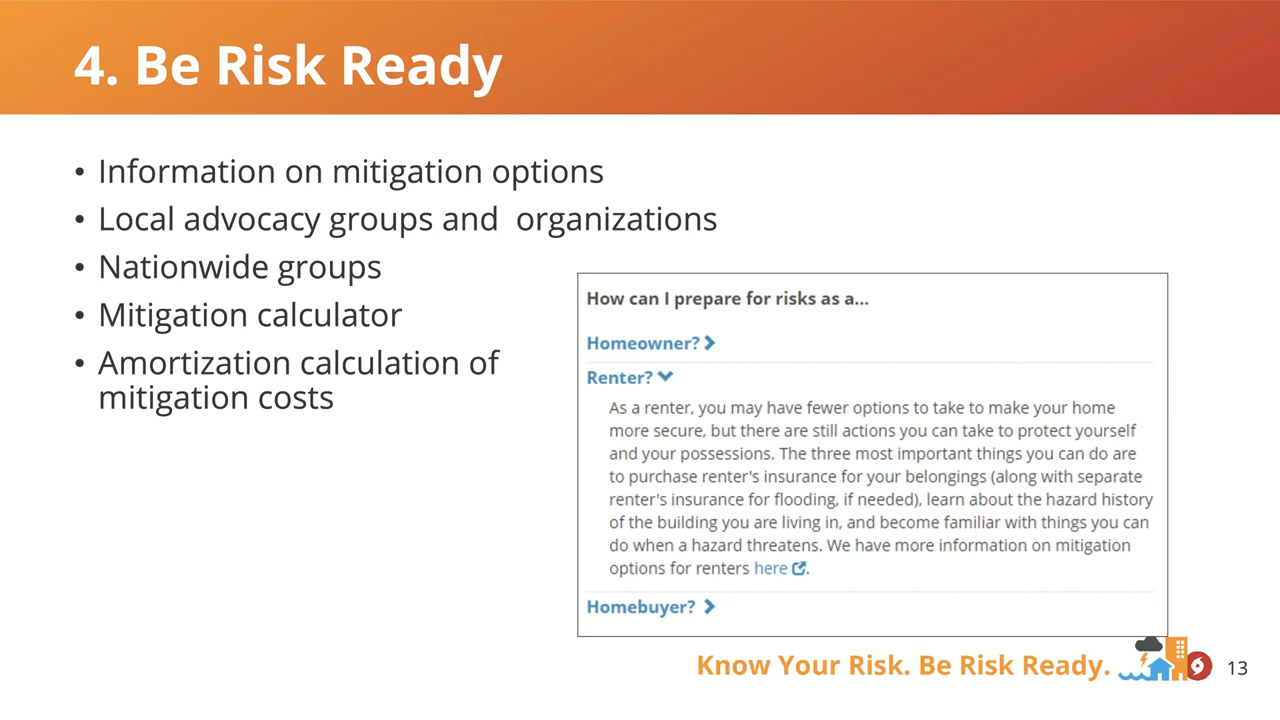 4. Be Risk Ready
• Information on mitigation options
• Local advocacy groups and  organizations
• Nationwide groups
• Mitigation calculator
• Amortization calculation of
mitigation costs
How can I prepare for risks as a...
Homeowner?
Renter?
As a renter, you may have fewer options to take to make your home
more secure, but there are still actions you can take to protect yourself
and your possessions. The three most important things you can do are
to purchase renter's insurance for your belongings (along with separate
renter's insurance for flooding, if needed), learn about the hazard history
of the building you are living in, and become familiar with things you can
do when a hazard threatens. We have more information on mitigation
options for renters here.
Homebuyer?
Know Your Risk. Be Risk Ready.
13